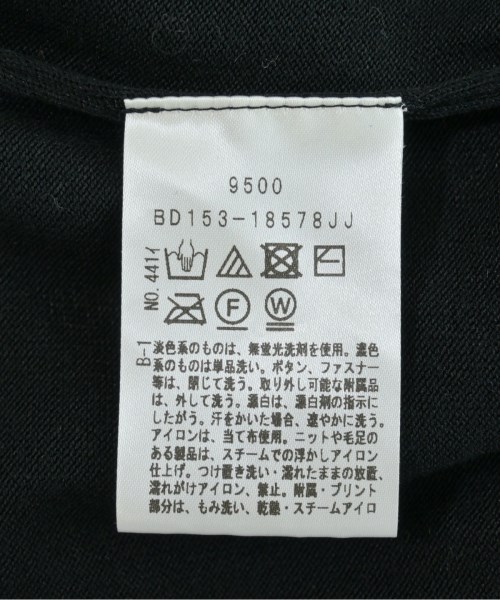 9500
BD153-18578JJ
NO.441イ
F
W
B-1
淡色系のものは、無蛍光洗剤を使用。濃色
系のものは単品洗い。ボタン、ファスナー
等は、閉じて洗う。取り外し可能な附属品
は、外して洗う。漂白は、漂白剤の指示に
したがう。汗をかいた場合、速やかに洗う。
アイロンは、当て布使用。ニットや毛足の
ある製品は、スチームでの浮かしアイロン
仕上げ。つけ置き洗い・濡れたままの放置、
濡れがけアイロン、禁止。附属・プリント
部分は、もみ洗い、乾熱・スチームアイロ